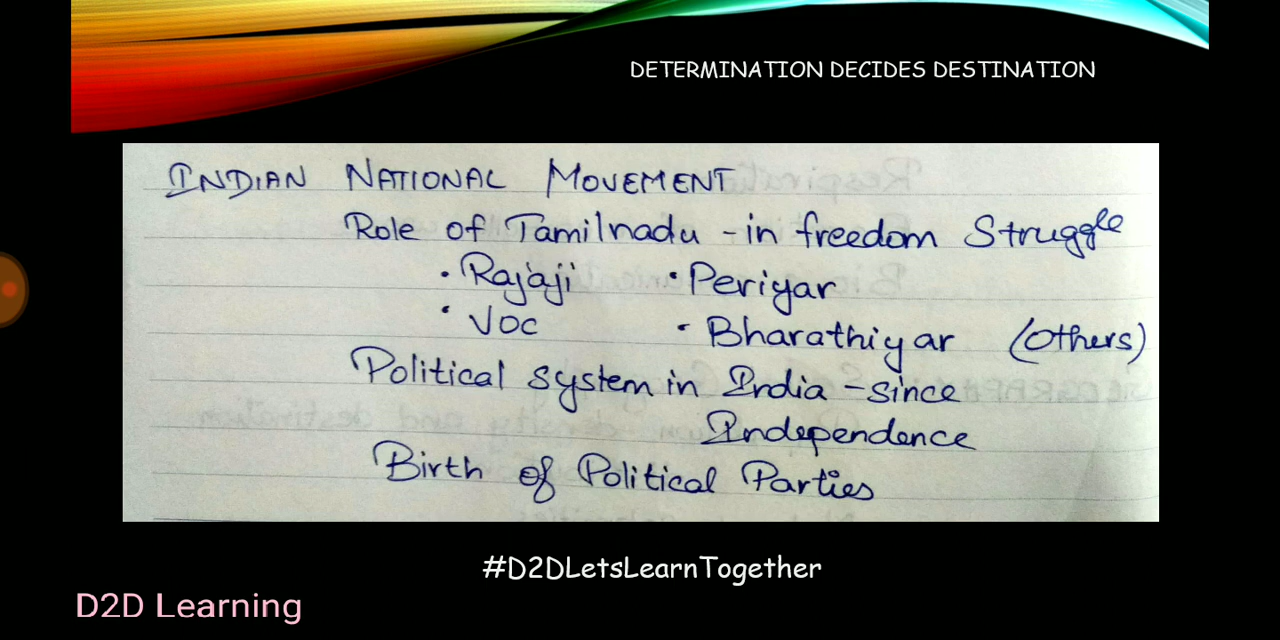 DETERMINATION DECIDES DESTINATION
INDIAN NATIONAL MOVEMENT
Role of Tamilnadu - in freedom Struggle
• Rajaji • Periyar
• VOC • Bharathiyar (Others)
Political system in India - since
Independence
Birth of Political Parties
#D2DLetsLearnTogether
D2D Learning